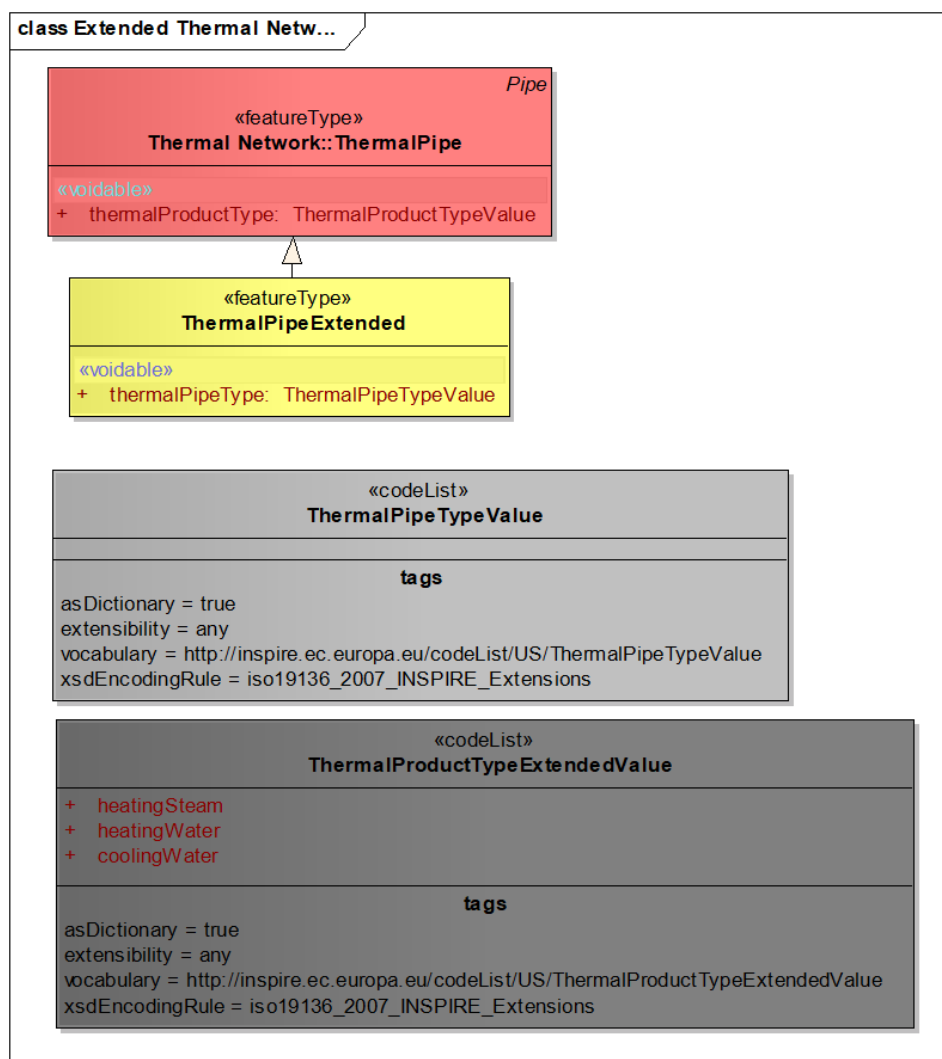 class Extended Thermal Netw...
Pipe
«featureType»
Thermal Network::ThermalPipe
«voidable»
+ thermalProductType: ThermalProductTypeValue
«featureType»
ThermalPipeExtended
«voidable»
+ thermalPipeType: ThermalPipeTypeValue
«codeList»
ThermalPipeTypeValue
tags
asDictionary = true
extensibility = any
vocabulary = http://inspire.ec.europa.eu/codeList/US/ThermalPipeTypeValue
xsdEncodingRule = iso19136_2007_INSPIRE_Extensions
«codeList»
ThermalProductTypeExtendedValue
+ heatingSteam
+ heatingWater
+ coolingWater
tags
asDictionary = true
extensibility = any
vocabulary = http://inspire.ec.europa.eu/codeList/US/ThermalProductTypeExtendedValue
xsdEncodingRule = iso19136_2007_INSPIRE_Extensions